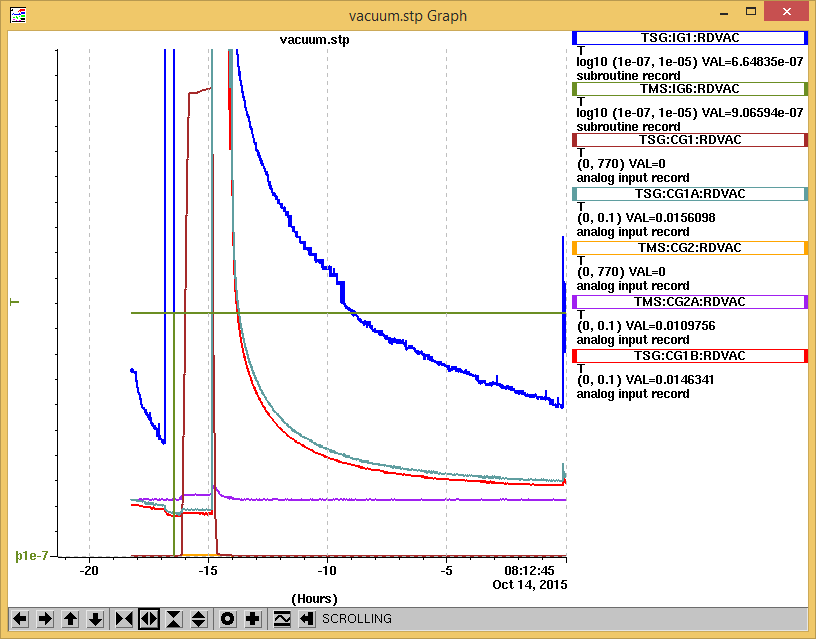 vacuum.stp Graph
vacuum.stp
TSG:IG1:RDVAC
T
log10 (1e-07, 1e-05) VAL=6.64835e-07
subroutine record
TMS:IG6:RDVAC
T
log10 (1e-07, 1e-05) VAL=9.06594e-07
subroutine record
TSG:CG1:RDVAC
T
(0, 770) VAL=0
analog input record
TSG:CG1A:RDVAC
T
(0, 0.1) VAL=0.0156098
analog input record
TMS:CG2:RDVAC
T
(0, 770) VAL=0
analog input record
TMS:CG2A:RDVAC
T
(0, 0.1) VAL=0.0109756
analog input record
TSG:CG1B:RDVAC
T
(0, 0.1) VAL=0.0146341
analog input record
T
1e-7
-20
-15
-10
-5
08:12:45
Oct 14, 2015
(Hours)
SCROLLING